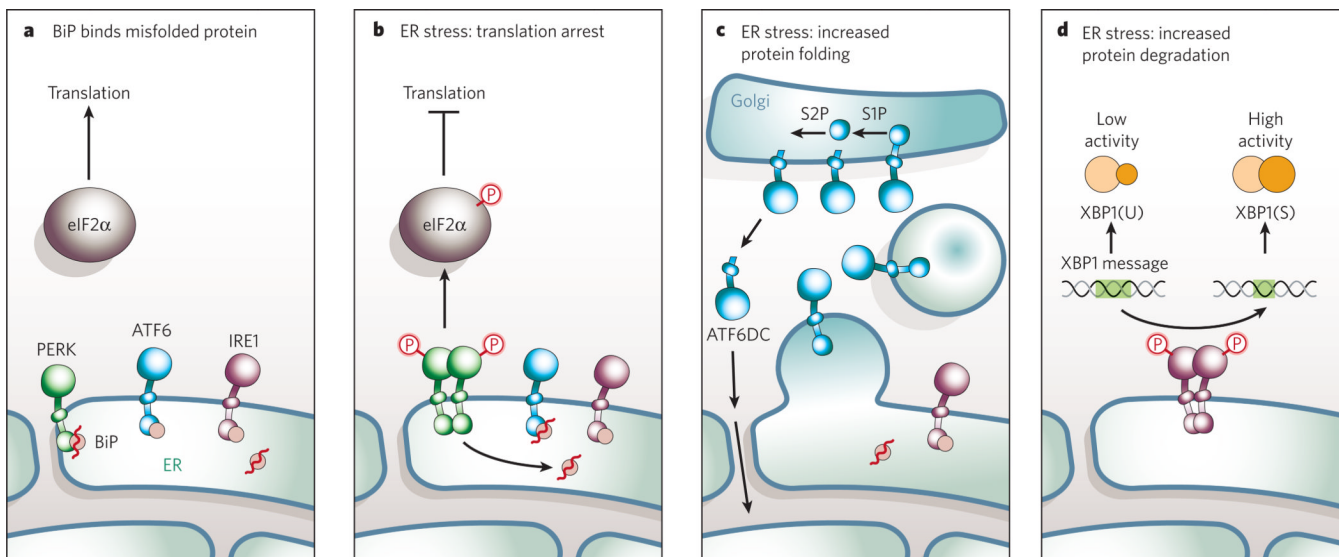 a BiP binds misfolded protein
Translation
eIF2α
PERK
ATF6
IRE1
BiP
ER
b ER stress: translation arrest
Translation
P
eIF2α
P
P
c ER stress: increased
protein folding
Golgi
S2P
S1P
ATF6DC
d ER stress: increased
protein degradation
Low
activity
High
activity
XBP1(U)
XBP1(S)
XBP1 message
P
P